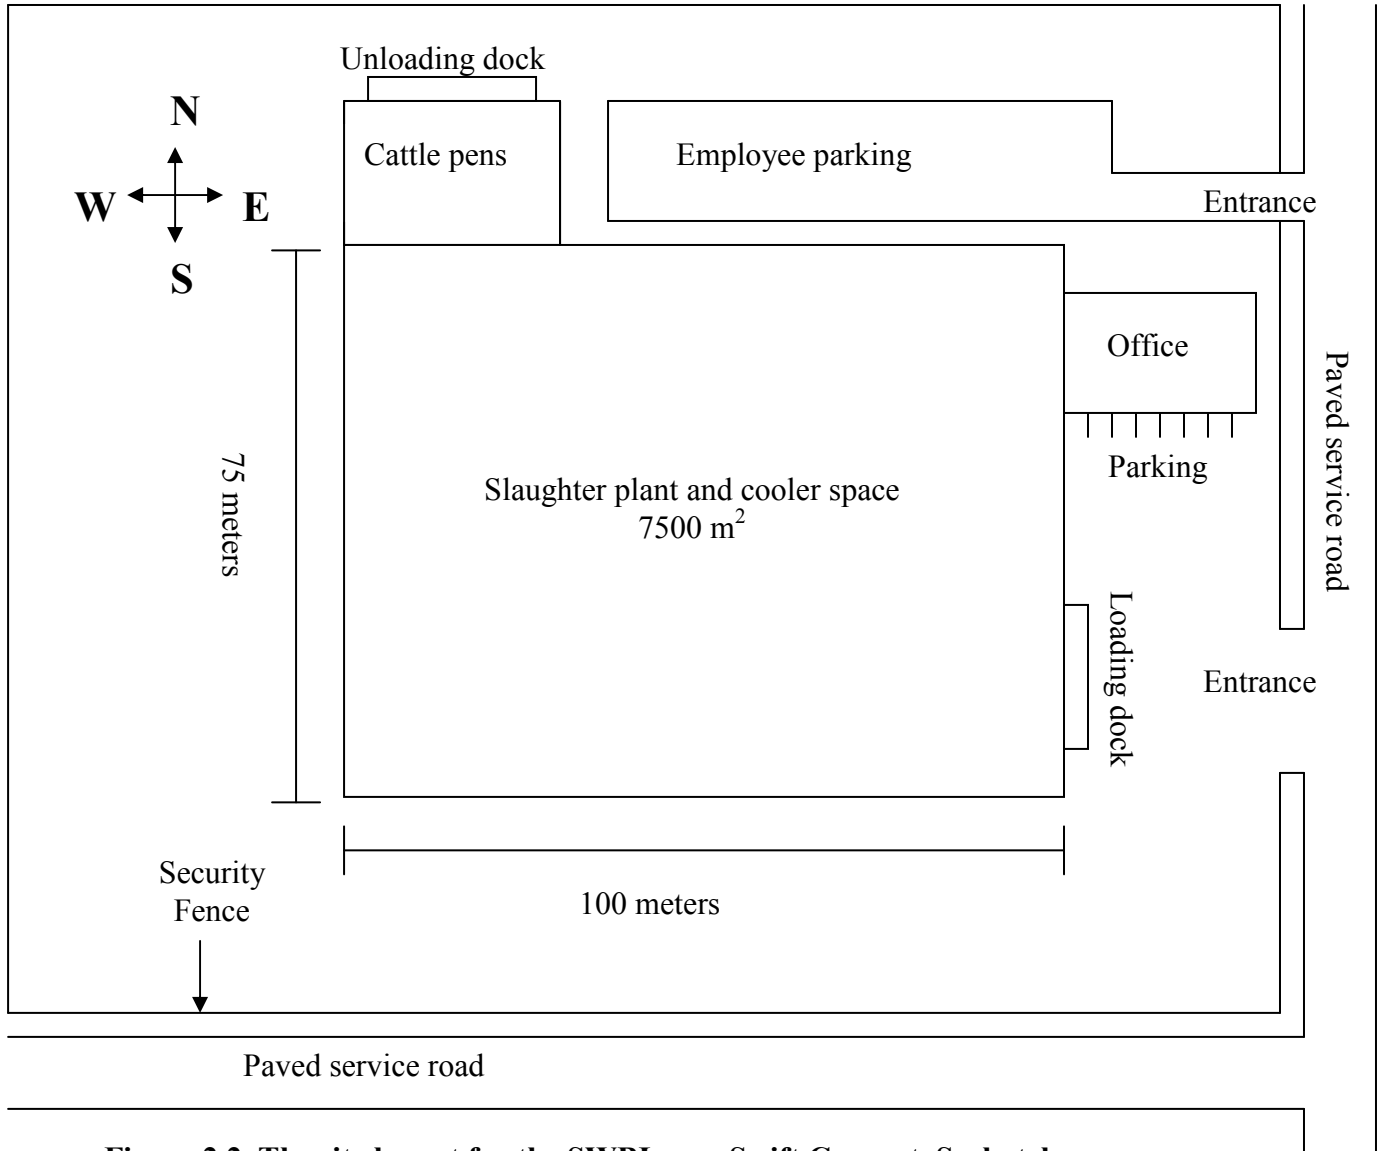 Unloading dock
N
Cattle pens
Employee parking
W
E
Entrance
S
Office
Paved service road
75 meters
Parking
Slaughter plant and cooler space
7500 m2
Loading dock
Entrance
Security
Fence
100 meters
Paved service road